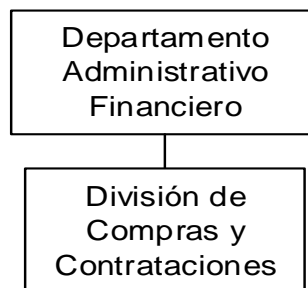 Departamento
Administrativo
Financiero
División de
Compras y
Contrataciones